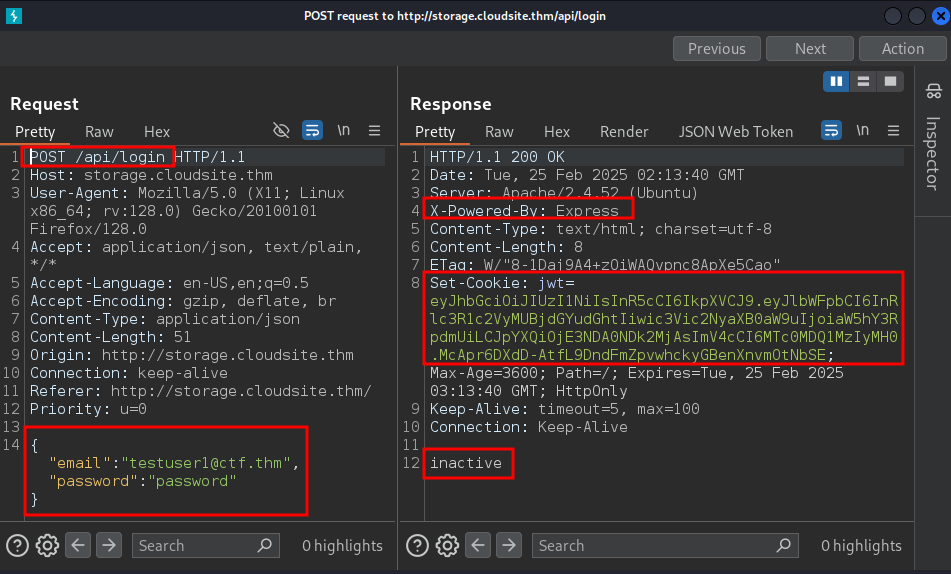 POST request to http://storage.cloudsite.thm/api/login
Previous Next Action
Request
Pretty Raw Hex \n
1 POST /api/login HTTP/1.1
2 Host: storage.cloudsite.thm
3 User-Agent: Mozilla/5.0 (X11; Linux
x86_64; rv:128.0) Gecko/20100101
Firefox/128.0
4 Accept: application/json, text/plain,
*/*
5 Accept-Language: en-US,en;q=0.5
6 Accept-Encoding: gzip, deflate, br
7 Content-Type: application/json
8 Content-Length: 51
9 Origin: http://storage.cloudsite.thm
10 Connection: keep-alive
11 Referer: http://storage.cloudsite.thm/
12 Priority: u=0
13
14 {
"email":"testuser1@ctf.thm",
"password":"password"
}
Search 0 highlights
Response
Pretty Raw Hex Render JSON Web Token \n
1 HTTP/1.1 200 OK
2 Date: Tue, 25 Feb 2025 02:13:40 GMT
3 Server: Apache/2.4.52 (Ubuntu)
4 X-Powered-By: Express
5 Content-Type: text/html; charset=utf-8
6 Content-Length: 8
7 ETag: W/"8-1Daj9A4+zOiWAQvpnc8ApXe5Cao"
8 Set-Cookie: jwt=
eyJhbGciOiJIUzI1NiIsInR5cCI6IkpXVCJ9.eyJlbWFpbCI6InR
lc3R1c2VyMUBjdGYudGhtIiwic3Vic2NyaXB0aW9uIjoiaW5hY3R
pdmUiLCJpYXQiOjE3NDA0NDk2MjAsImV4cCI6MTc0MDQ1MzIyMH0
.McApr6DXdD-AtfL9DndFmZpvwhckyGBenXnvmOtNbSE;
Max-Age=3600; Path=/; Expires=Tue, 25 Feb 2025
03:13:40 GMT; HttpOnly
9 Keep-Alive: timeout=5, max=100
10 Connection: Keep-Alive
11
12 inactive
Search 0 highlights
Inspector